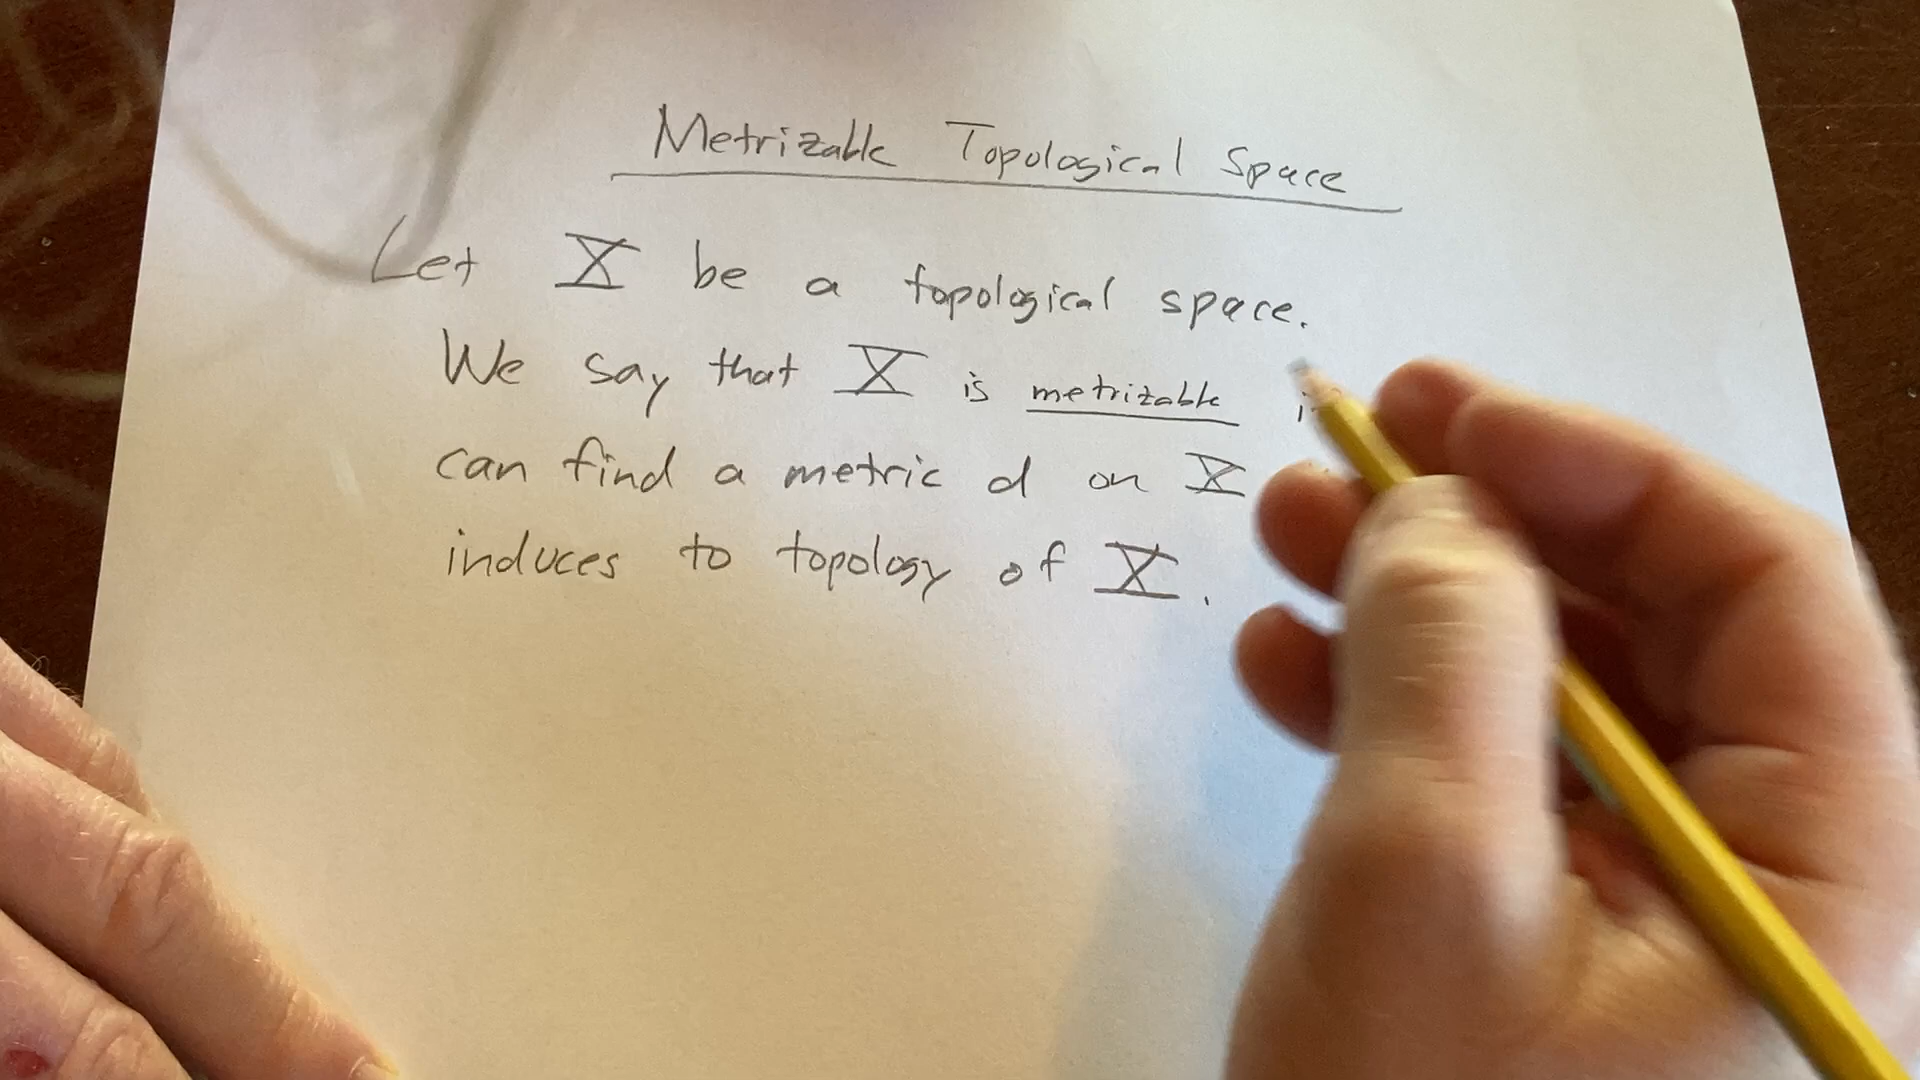 Metrizable Topological Space
Let X be a topological space.
We say that X is metrizable
can find a metric d on X
induces to topology of X.